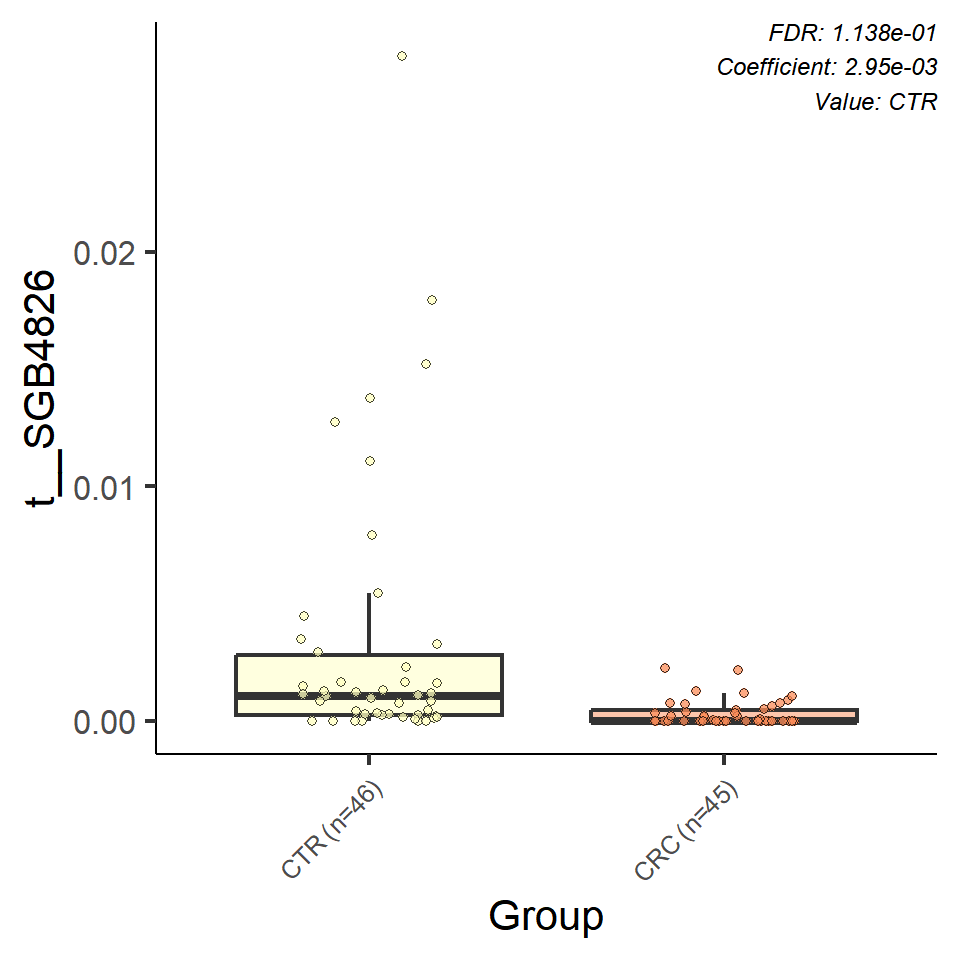 FDR: 1.138e-01
Coefficient: 2.95e-03
Value: CTR
t__SGB4826
0.02
0.01
0.00
CTR (n=46)
CRC (n=45)
Group